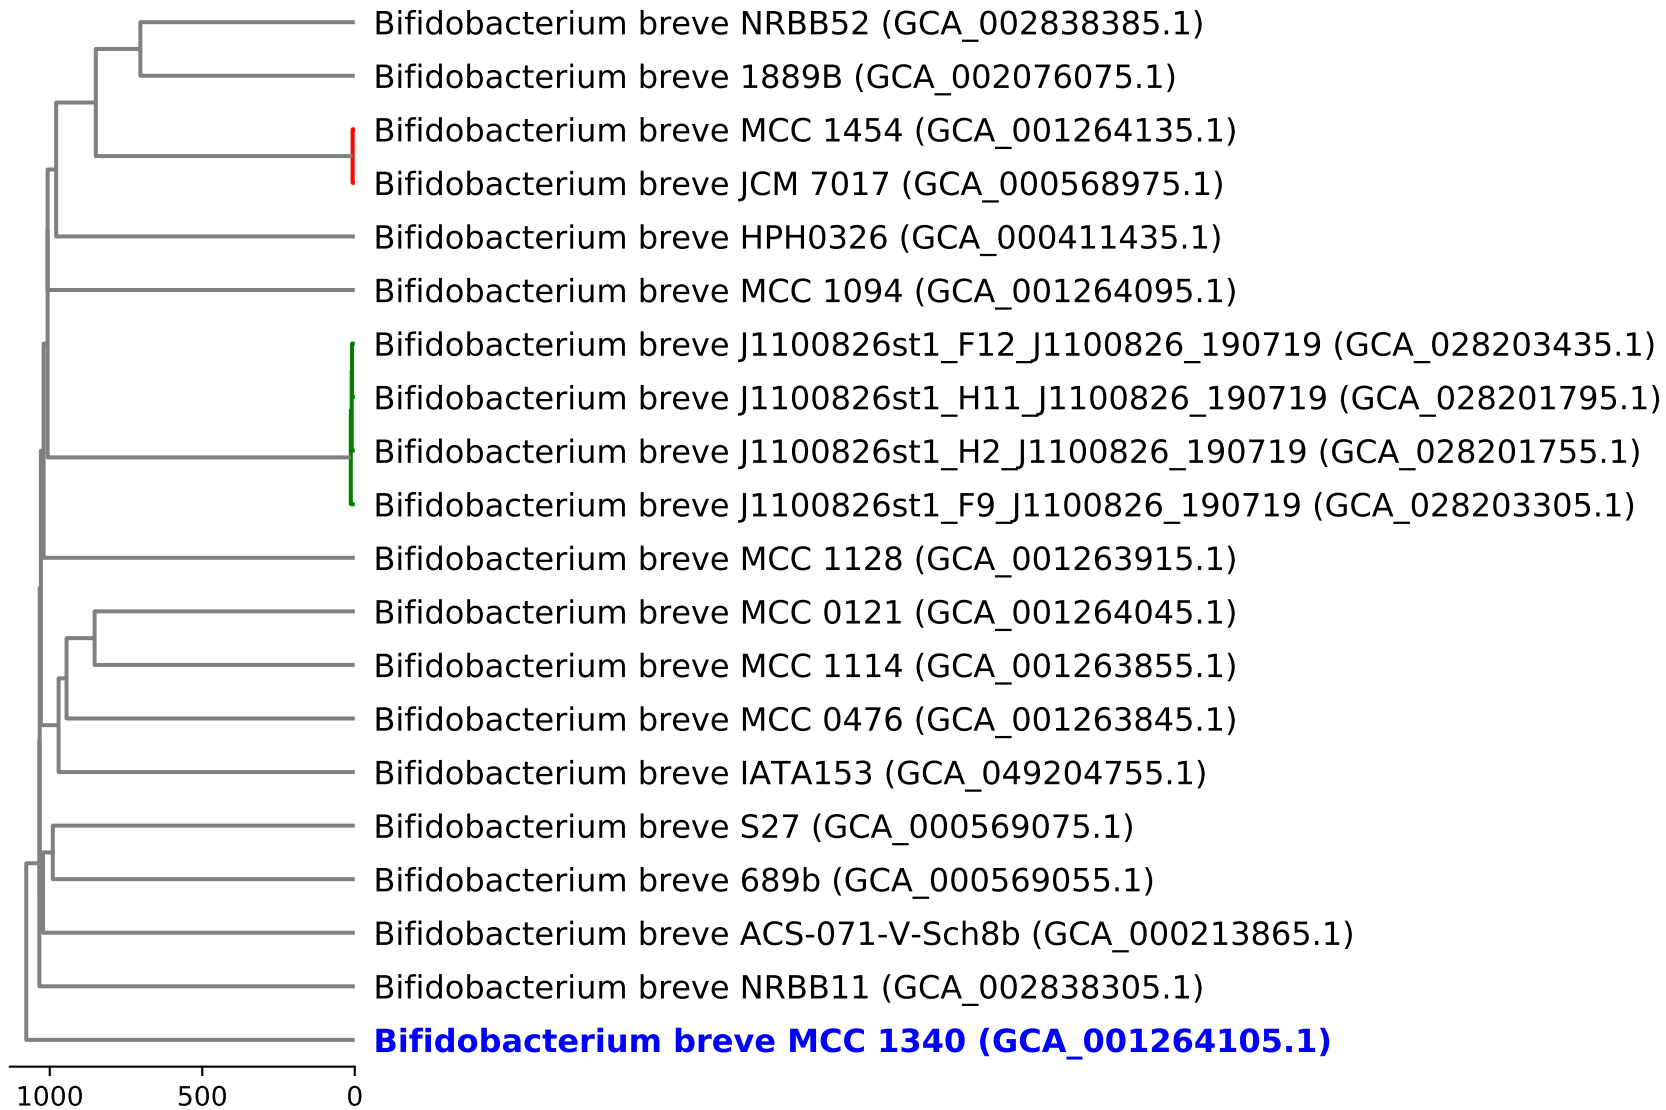 Bifidobacterium breve NRBB52 (GCA_002838385.1)
Bifidobacterium breve 1889B (GCA_002076075.1)
Bifidobacterium breve MCC 1454 (GCA_001264135.1)
Bifidobacterium breve JCM 7017 (GCA_000568975.1)
Bifidobacterium breve HPH0326 (GCA_000411435.1)
Bifidobacterium breve MCC 1094 (GCA_001264095.1)
Bifidobacterium breve J1100826st1_F12_J1100826_190719 (GCA_028203435.1)
Bifidobacterium breve J1100826st1_H11_J1100826_190719 (GCA_028201795.1)
Bifidobacterium breve J1100826st1_H2_J1100826_190719 (GCA_028201755.1)
Bifidobacterium breve J1100826st1_F9_J1100826_190719 (GCA_028203305.1)
Bifidobacterium breve MCC 1128 (GCA_001263915.1)
Bifidobacterium breve MCC 0121 (GCA_001264045.1)
Bifidobacterium breve MCC 1114 (GCA_001263855.1)
Bifidobacterium breve MCC 0476 (GCA_001263845.1)
Bifidobacterium breve IATA153 (GCA_049204755.1)
Bifidobacterium breve S27 (GCA_000569075.1)
Bifidobacterium breve 689b (GCA_000569055.1)
Bifidobacterium breve ACS-071-V-Sch8b (GCA_000213865.1)
Bifidobacterium breve NRBB11 (GCA_002838305.1)
Bifidobacterium breve MCC 1340 (GCA_001264105.1)
1000 500 0